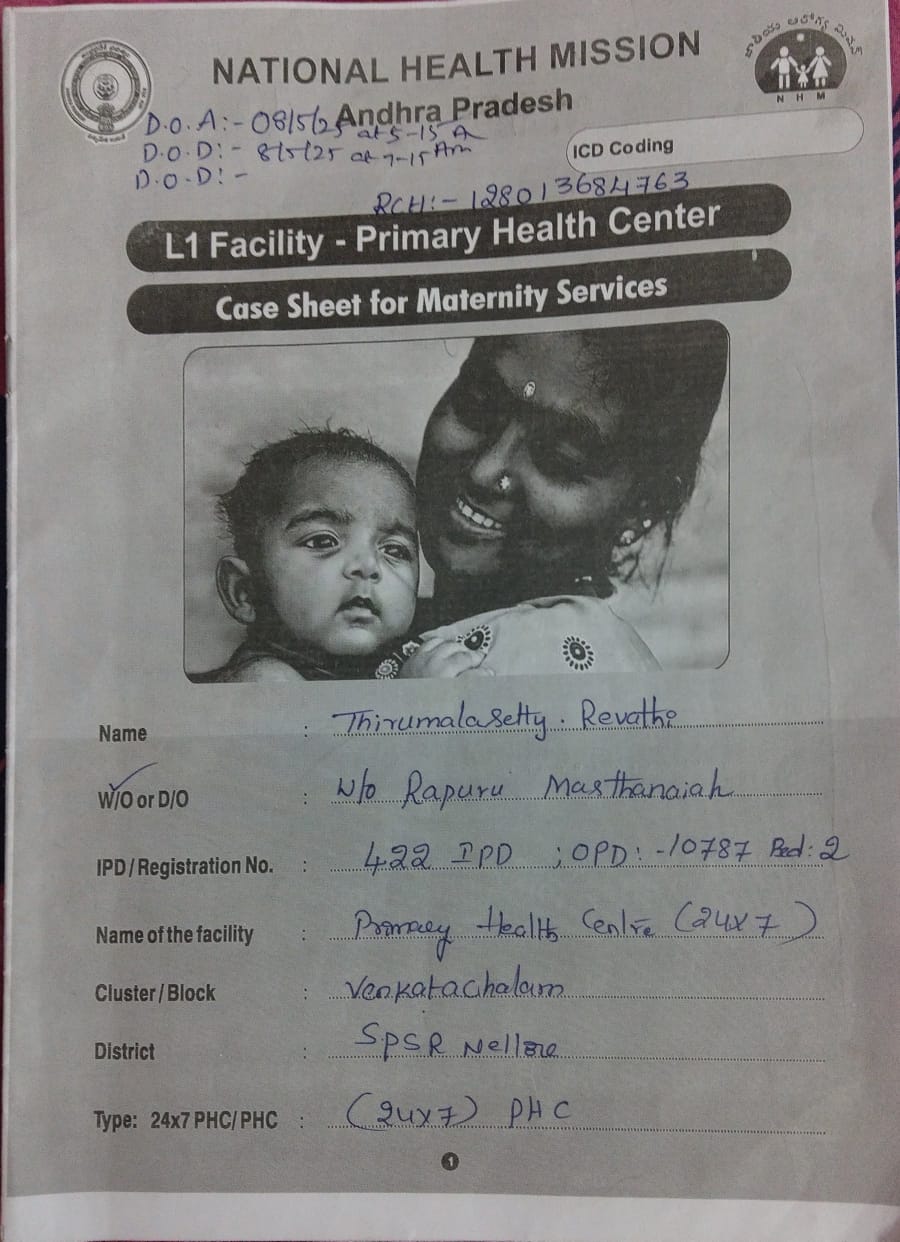 NATIONAL HEALTH MISSION
జాతీయ ఆరోగ్య మిషన్
N H M
Andhra Pradesh
D.O.A:- 08/5/25 at 5-15 A
D.O.D:- 8/5/25 at 7-15 Am
D.O.D:-
ICD Coding
RCH:- 128013684763
L1 Facility - Primary Health Center
Case Sheet for Maternity Services
Name : Thirumalasetty. Revathi
W/O or D/O : W/o Rapuru Masthanaiah
IPD / Registration No. : 422 IPD ; OPD: -10787 Bed: 2
Name of the facility : Primary Health Centre (24x7)
Cluster / Block : Venkatachalam
District : SPSR Nellore
Type: 24x7 PHC/ PHC : (24x7) PHC
1